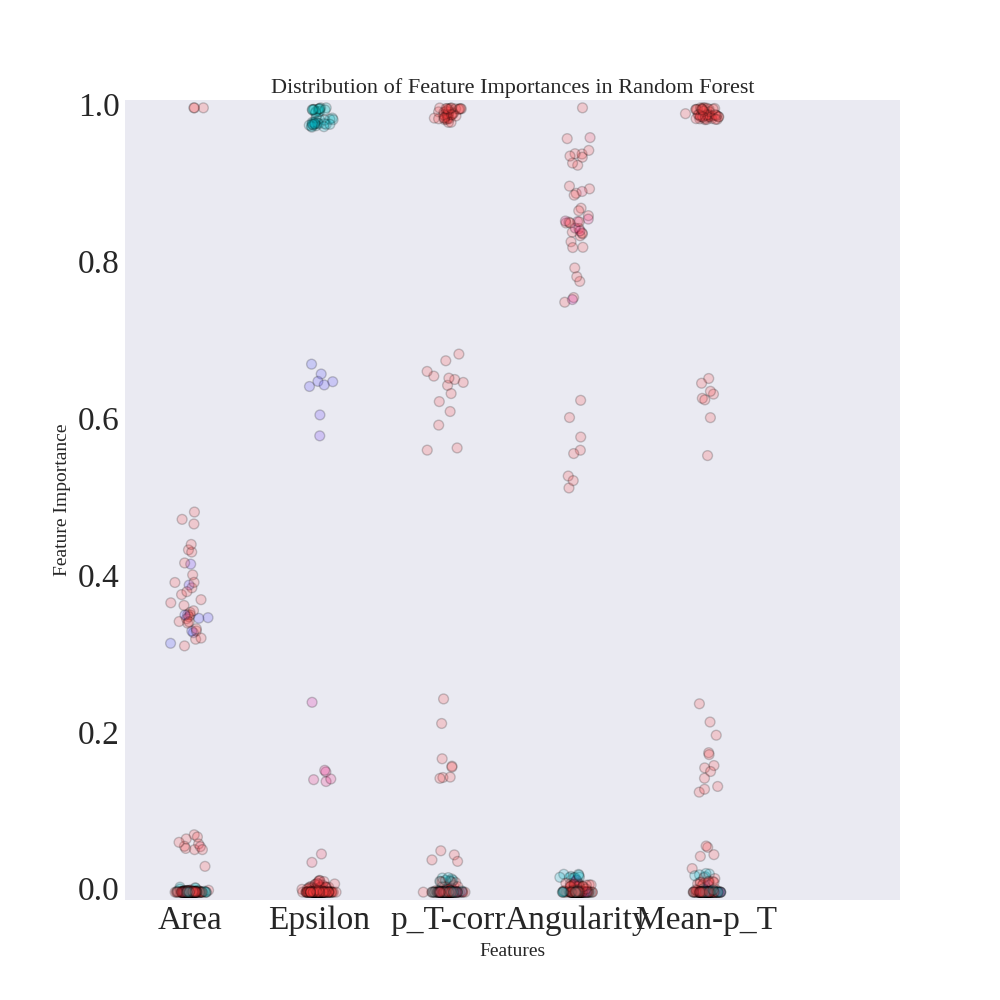 Distribution of Feature Importances in Random Forest
1.0
0.8
0.6
0.4
0.2
0.0
Feature Importance
Area Epsilon p_T-corr Angularity Mean-p_T
Features